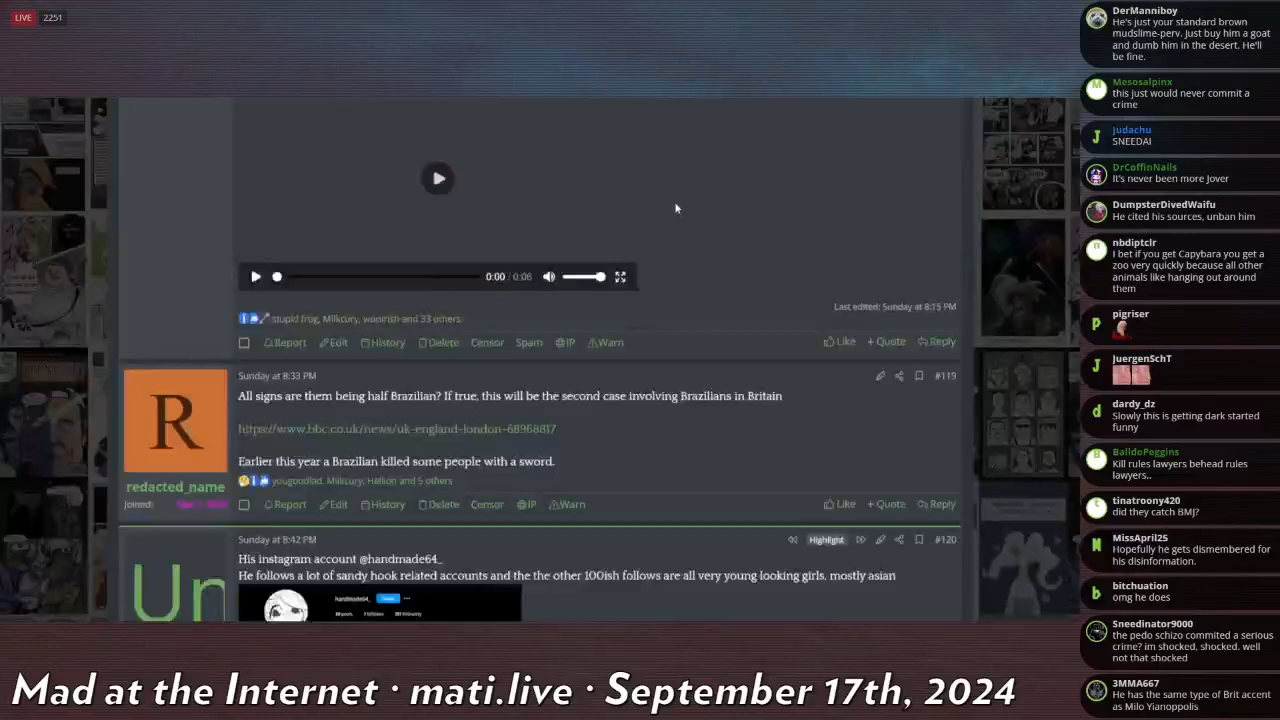 LIVE 2251
0:00 / 0:06
Last edited: Sunday at 8:15 PM
stupid frog, Milkcury, woolrish and 33 others
Report Edit History Delete Censor Spam IP Warn
Like + Quote Reply
Sunday at 8:33 PM
#119
All signs are them being half Brazilian? If true, this will be the second case involving Brazilians in Britain
https://www.bbc.co.uk/news/uk-england-london-68968817
Earlier this year a Brazilian killed some people with a sword.
yougoofod, Milkcury, Hellion and 5 others
R
redacted_name
Joined:
Report Edit History Delete Censor IP Warn
Like + Quote Reply
Sunday at 8:42 PM
Highlight
#120
His instagram account @handmade64_
He follows a lot of sandy hook related accounts and the the other 100ish follows are all very young looking girls, mostly asian
Un
handmade64_
Mad at the Internet · mati.live · September 17th, 2024
DerManniboy
He's just your standard brown
mudslime-perv. Just buy him a goat
and dumb him in the desert. He'll
be fine.
M
Mesosalpinx
this just would never commit a
crime
J
Judachu
SNEEDAI
DrCoffinNails
It's never been more Jover
DumpsterDivedWaifu
He cited his sources, unban him
n
nbdiptclr
I bet if you get Capybara you get a
zoo very quickly because all other
animals like hanging out around
them
p
pigriser
J
JuergenSchT
d
dardy_dz
Slowly this is getting dark started
funny
BalldoPeggins
Kill rules lawyers behead rules
lawyers..
t
tinatroony420
did they catch BMJ?
MissApril25
Hopefully he gets dismembered for
his disinformation.
b
bitchuation
omg he does
Sneedinator9000
the pedo schizo commited a serious
crime? im shocked, shocked. well
not that shocked
3MMA667
He has the same type of Brit accent
as Milo Yianoppolis